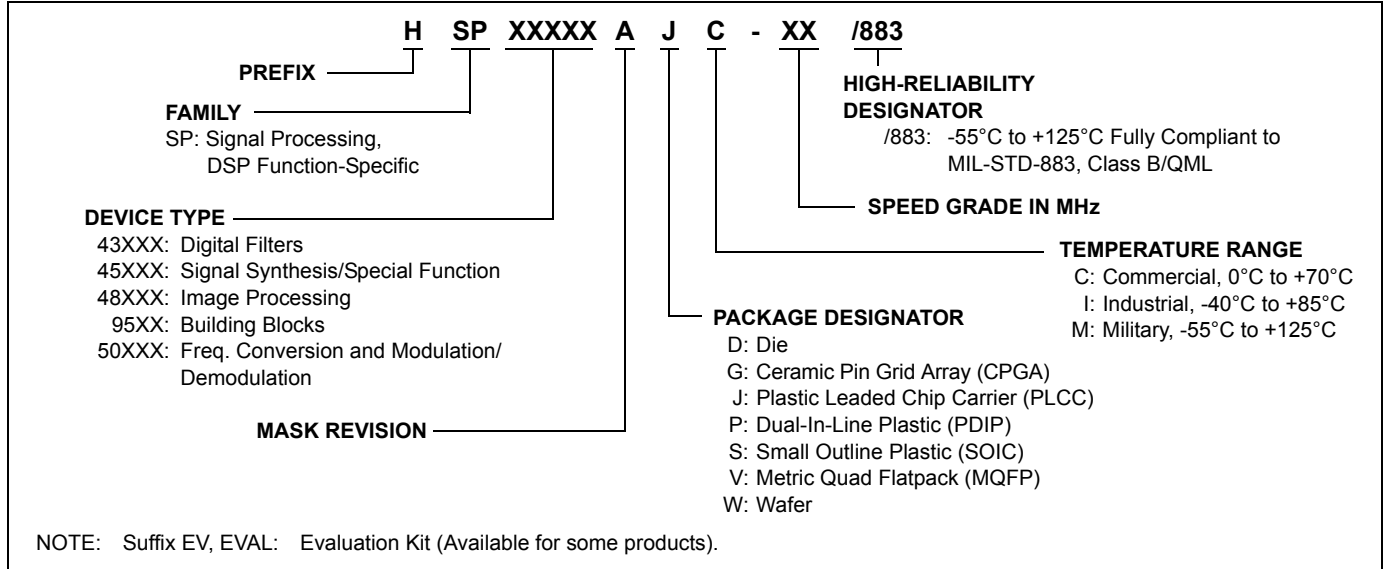 H SP XXXXX A J C - XX /883
PREFIX
FAMILY
SP: Signal Processing,
DSP Function-Specific
DEVICE TYPE
43XXX: Digital Filters
45XXX: Signal Synthesis/Special Function
48XXX: Image Processing
95XX: Building Blocks
50XXX: Freq. Conversion and Modulation/
Demodulation
MASK REVISION
HIGH-RELIABILITY
DESIGNATOR
/883: -55°C to +125°C Fully Compliant to
MIL-STD-883, Class B/QML
SPEED GRADE IN MHz
TEMPERATURE RANGE
C: Commercial, 0°C to +70°C
I: Industrial, -40°C to +85°C
M: Military, -55°C to +125°C
PACKAGE DESIGNATOR
D: Die
G: Ceramic Pin Grid Array (CPGA)
J: Plastic Leaded Chip Carrier (PLCC)
P: Dual-In-Line Plastic (PDIP)
S: Small Outline Plastic (SOIC)
V: Metric Quad Flatpack (MQFP)
W: Wafer
NOTE: Suffix EV, EVAL: Evaluation Kit (Available for some products).